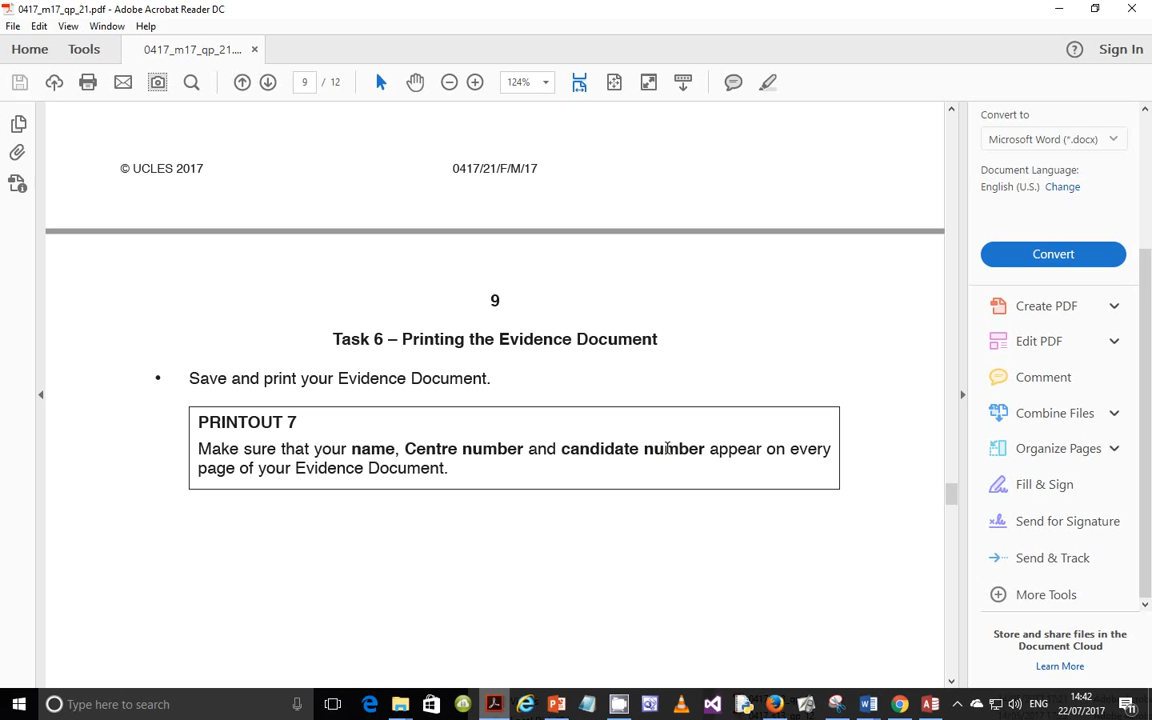 0417_m17_qp_21.pdf - Adobe Acrobat Reader DC
File Edit View Window Help
Home Tools 0417_m17_qp_21.... × Sign In
9 / 12 124%
Convert to
Microsoft Word (*.docx)
Document Language:
English (U.S.) Change
Convert
Create PDF
Edit PDF
Comment
Combine Files
Organize Pages
Fill & Sign
Send for Signature
Send & Track
More Tools
Store and share files in the
Document Cloud
Learn More
© UCLES 2017 0417/21/F/M/17
9
Task 6 – Printing the Evidence Document
• Save and print your Evidence Document.
PRINTOUT 7
Make sure that your name, Centre number and candidate number appear on every
page of your Evidence Document.
Type here to search
ENG
14:42
22/07/2017
11